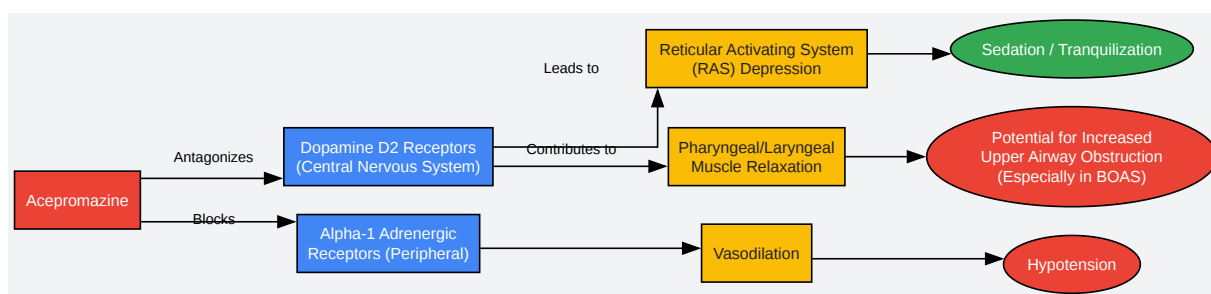 Reticular Activating System
(RAS) Depression
Sedation / Tranquilization
Leads to
Dopamine D2 Receptors
(Central Nervous System)
Antagonizes
Contributes to
Pharyngeal/Laryngeal
Muscle Relaxation
Potential for Increased
Upper Airway Obstruction
(Especially in BOAS)
Acepromazine
Blocks
Alpha-1 Adrenergic
Receptors (Peripheral)
Vasodilation
Hypotension